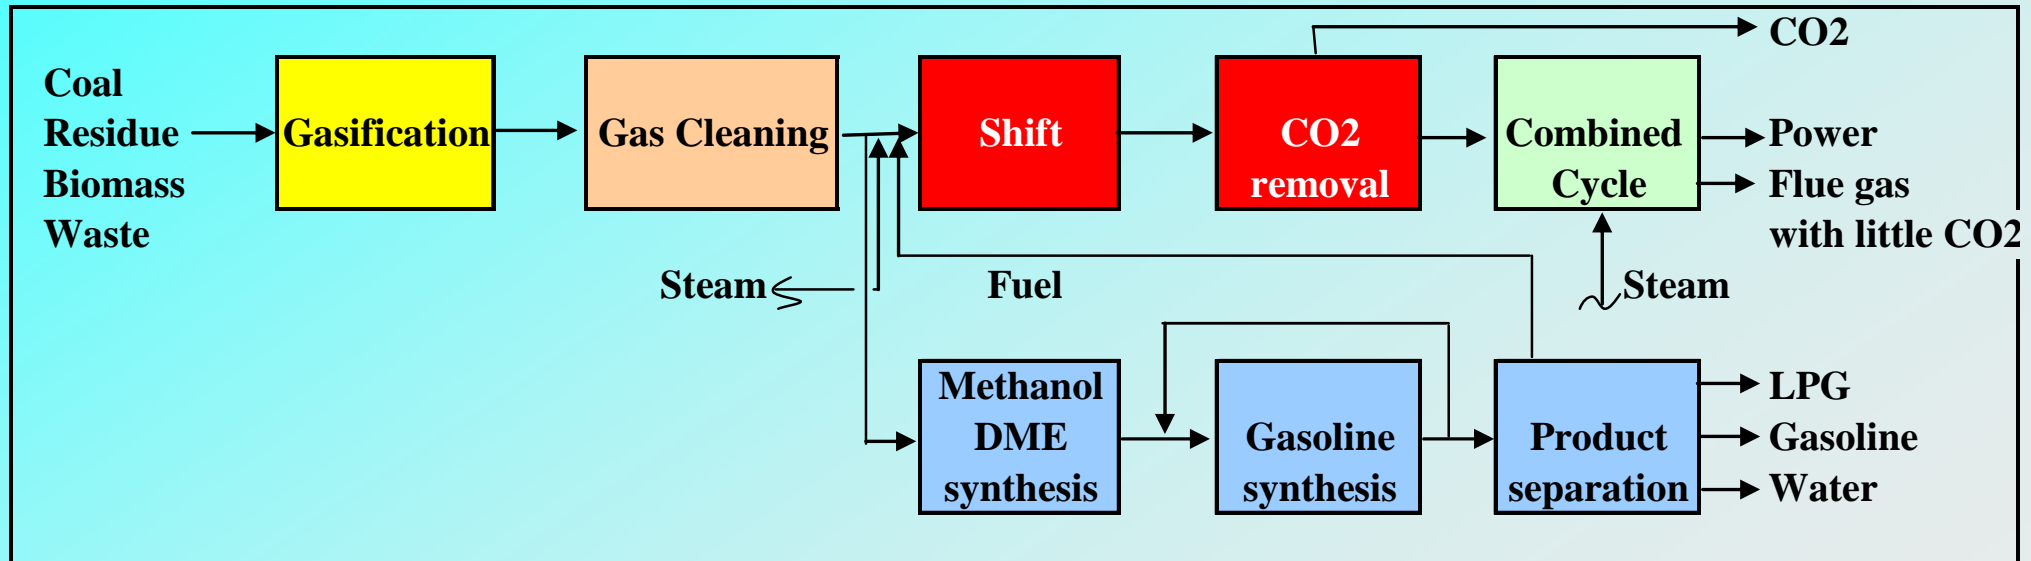 CO2
Coal
Residue
Biomass
Waste
Gasification
Gas Cleaning
Shift
CO2
removal
Combined
Cycle
Power
Flue gas
with little CO2
Steam
Fuel
Steam
Methanol
DME
synthesis
Gasoline
synthesis
Product
separation
LPG
Gasoline
Water